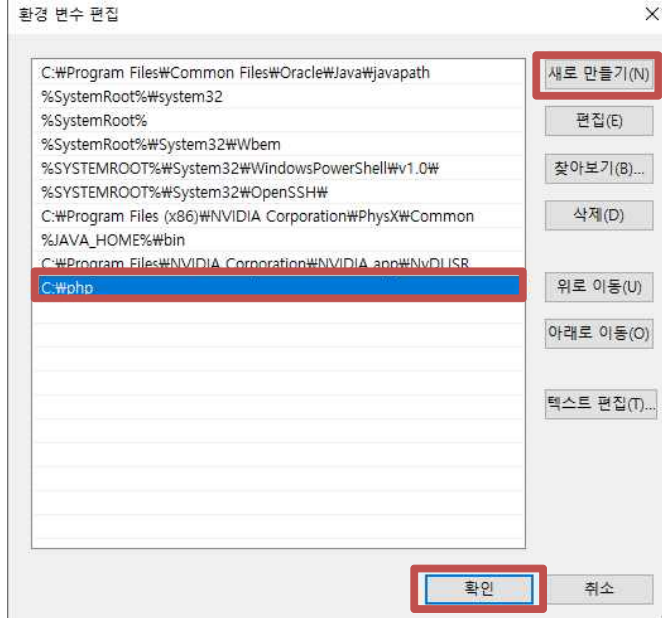 환경 변수 편집
C:₩Program Files₩Common Files₩Oracle₩Java₩javapath
%SystemRoot%₩system32
%SystemRoot%
%SystemRoot%₩System32₩Wbem
%SYSTEMROOT%₩System32₩WindowsPowerShell₩v1.0₩
%SYSTEMROOT%₩System32₩OpenSSH₩
C:₩Program Files (x86)₩NVIDIA Corporation₩PhysX₩Common
%JAVA_HOME%₩bin
C:₩Program Files₩NVIDIA Corporation₩NVIDIA app₩NvDLISR
C:₩php
새로 만들기(N)
편집(E)
찾아보기(B)...
삭제(D)
위로 이동(U)
아래로 이동(O)
텍스트 편집(T)...
확인
취소